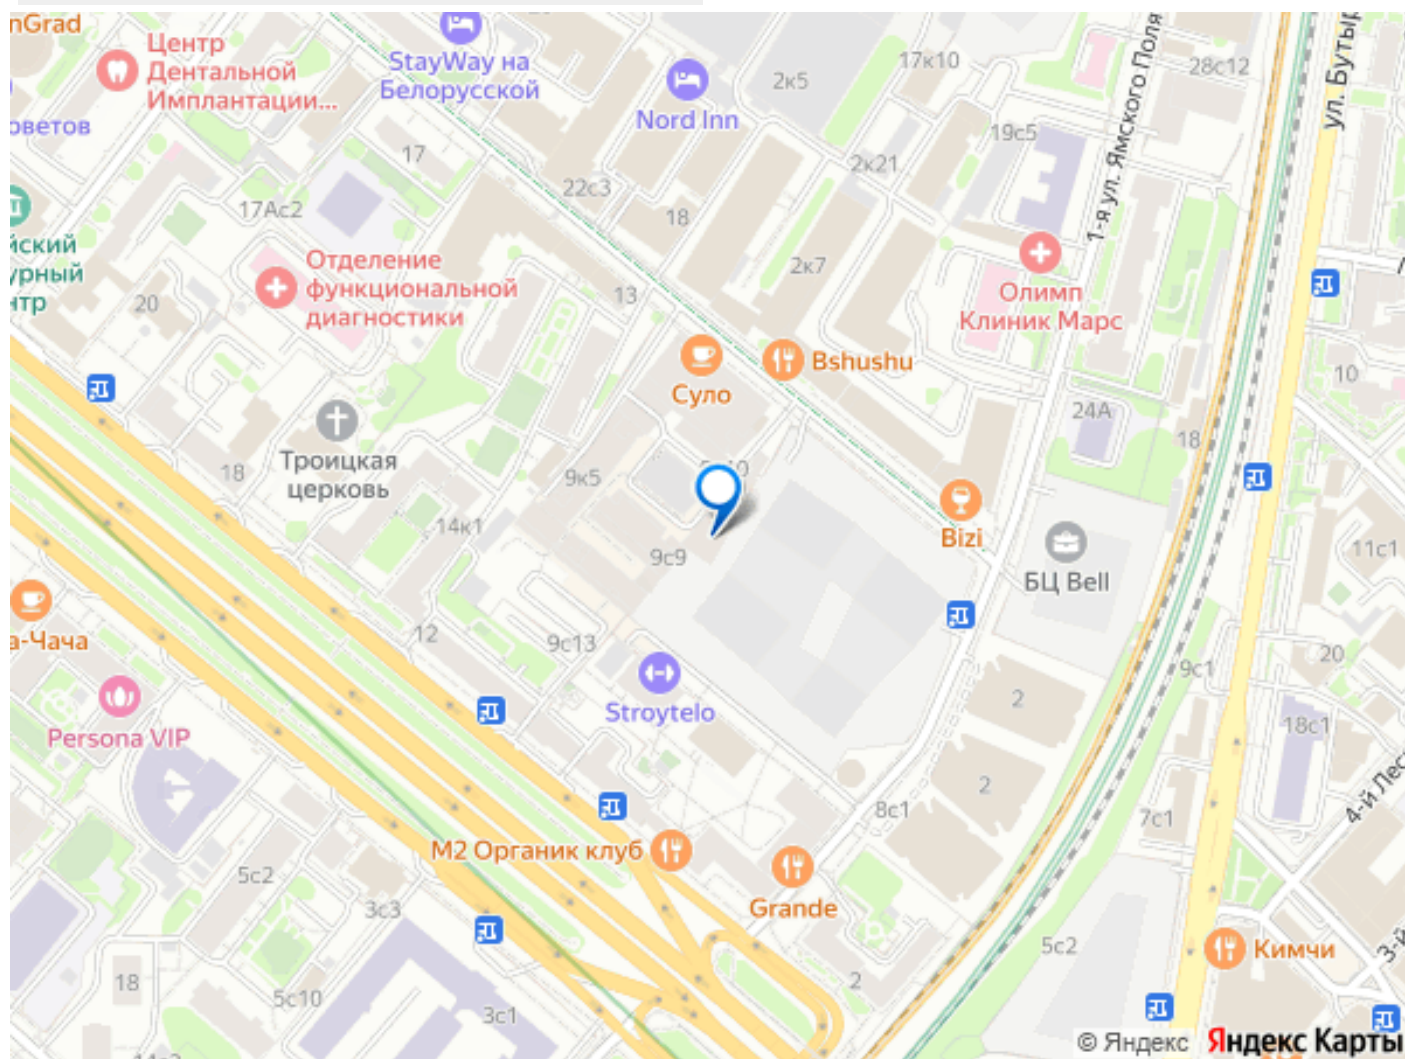 nGrad
Центр
Дентальной
Имплантации...
StayWay на
Белорусской
Nord Inn
2к5
17к10
28с12
ул. Бутыр
1-я ул. Ямского Поля
оветов
17
19с5
2к21
22с3
17Ас2
18
йский
урный
нтр
20
Отделение
функциональной
диагностики
13
2к7
Олимп
Клиник Марс
Суло
Bshushu
10
24А
18
Троицкая
церковь
18
9к5
14к1
9с9
Bizi
БЦ Bell
11с1
а-Чача
12
9с13
Stroytelo
Persona VIP
20
9с1
2
18с1
2
8с1
7с1
4-й Лес
М2 Органик клуб
Grande
5с2
3с3
18
5с10
3с1
2
5с2
Кимчи
3-й
© Яндекс Яндекс Карты